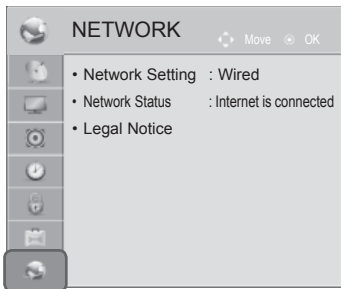 NETWORK
Move OK
• Network Setting : Wired
• Network Status : Internet is connected
• Legal Notice